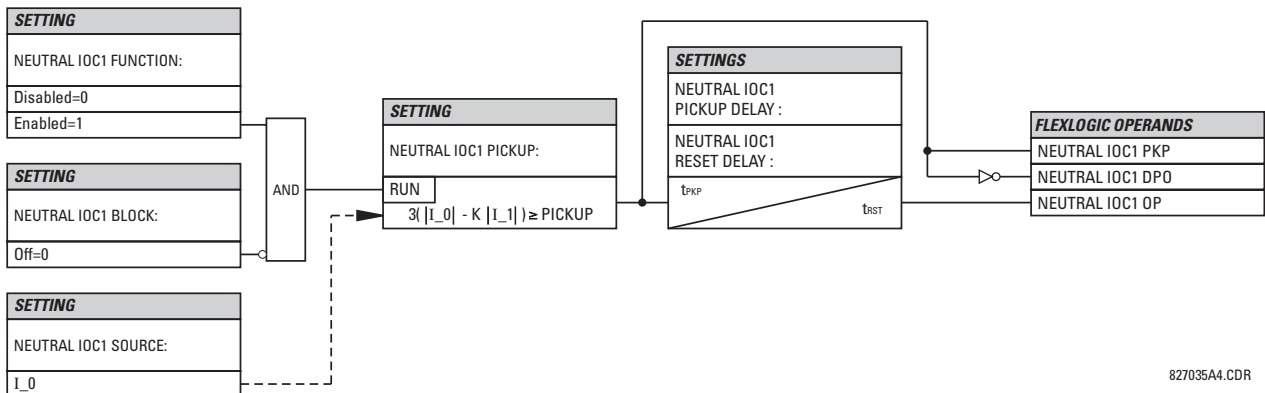 SETTING
NEUTRAL IOC1 FUNCTION:
Disabled=0
Enabled=1
SETTING
NEUTRAL IOC1 BLOCK:
Off=0
SETTING
NEUTRAL IOC1 SOURCE:
I_0
AND
SETTING
NEUTRAL IOC1 PICKUP:
RUN
3( |I_0| - K |I_1| ) ≥ PICKUP
SETTINGS
NEUTRAL IOC1
PICKUP DELAY :
NEUTRAL IOC1
RESET DELAY :
tPKP
tRST
FLEXLOGIC OPERANDS
NEUTRAL IOC1 PKP
NEUTRAL IOC1 DPO
NEUTRAL IOC1 OP
827035A4.CDR